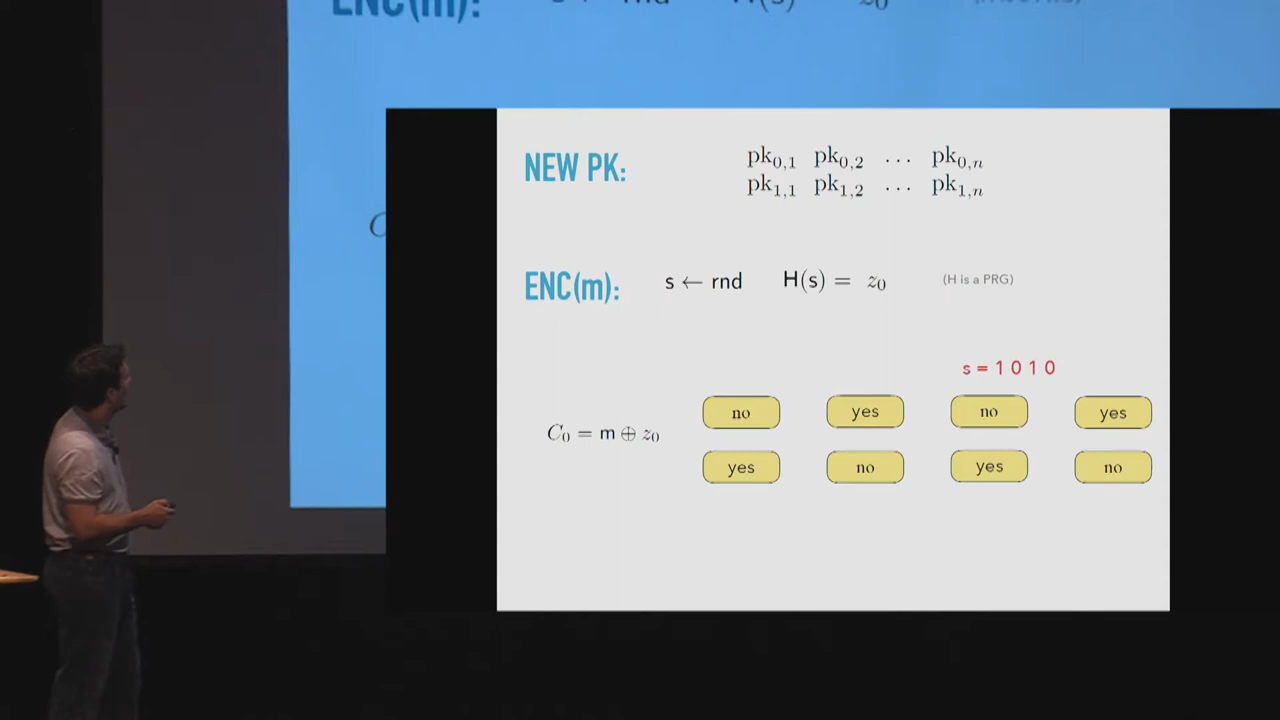 ENC(m):
NEW PK:
pk₀,₁ pk₀,₂ ... pk₀,ₙ
pk₁,₁ pk₁,₂ ... pk₁,ₙ
ENC(m): s ← rnd H(s) = z₀ (H is a PRG)
s = 1 0 1 0
no yes no yes
C₀ = m ⊕ z₀
yes no yes no